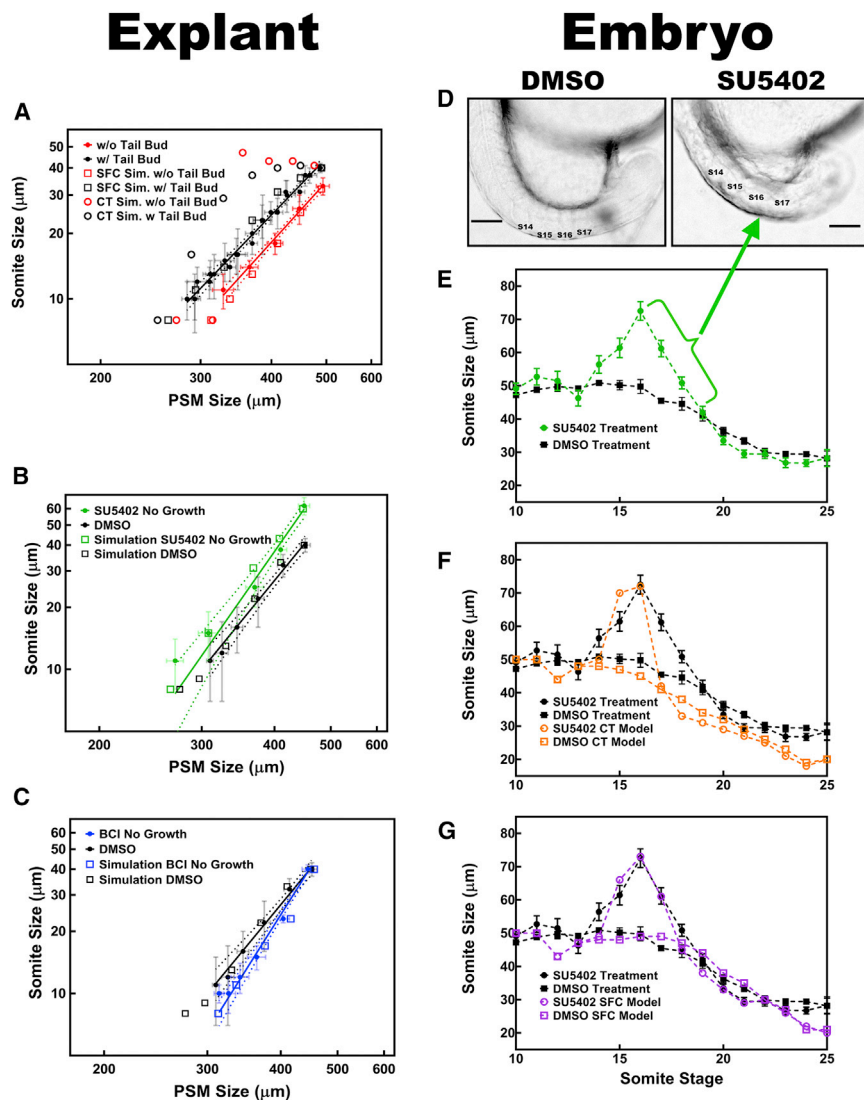 Explant
Embryo
DMSO
SU5402
D
S14
S15
S16
S17
S14
S15
S16
S17
A
w/o Tail Bud
w/ Tail Bud
SFC Sim. w/o Tail Bud
SFC Sim. w/ Tail Bud
CT Sim. w/o Tail Bud
CT Sim. w Tail Bud
Somite Size (μm)
50
40
30
20
10
200
300
400
500
600
PSM Size (μm)
E
Somite Size (μm)
80
70
60
50
40
30
20
SU5402 Treatment
DMSO Treatment
10
15
20
25
B
SU5402 No Growth
DMSO
Simulation SU5402 No Growth
Simulation DMSO
Somite Size (μm)
60
50
40
30
20
10
200
300
400
500
600
PSM Size (μm)
F
Somite Size (μm)
80
70
60
50
40
30
20
SU5402 Treatment
DMSO Treatment
SU5402 CT Model
DMSO CT Model
10
15
20
25
C
BCI No Growth
DMSO
Simulation BCI No Growth
Simulation DMSO
Somite Size (μm)
60
50
40
30
20
10
200
300
400
500
600
PSM Size (μm)
G
Somite Size (μm)
80
70
60
50
40
30
20
SU5402 Treatment
DMSO Treatment
SU5402 SFC Model
DMSO SFC Model
10
15
20
25
Somite Stage